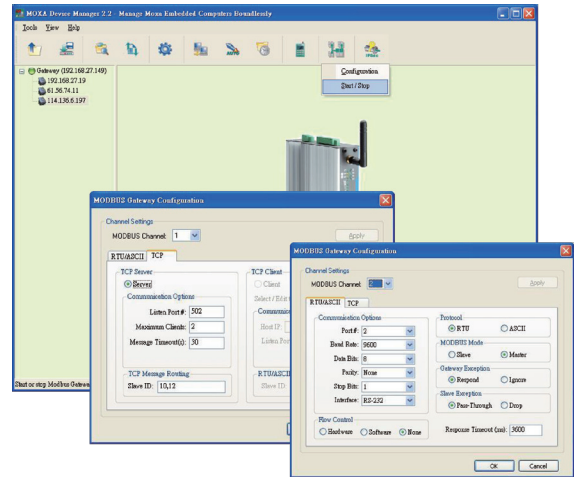 MOXA Device Manager 2.2 - Manage Moxa Embedded Computers Boundlessly
Tools View Help
Configuration
Start / Stop
Gateway (192.168.27.149)
192.168.27.19
61.56.74.11
114.136.6.197
MODBUS Gateway Configuration
Channel Settings
MODBUS Channel: 1
Apply
RTU/ASCII TCP
TCP Server
Server
Communication Options
Listen Port #: 502
Maximum Clients: 2
Message Timeout(s): 30
TCP Message Routing
Slave ID: 10,12
TCP Client
Client
Select / Edit
Host IP:
Listen
RTU/ASCII
Slave ID
MODBUS Gateway Configuration
Channel Settings
MODBUS Channel: 2
Apply
RTU/ASCII TCP
Communication Options
Port #: 2
Baud Rate: 9600
Data Bits: 8
Parity: None
Stop Bits: 1
Interface: RS-232
Flow Control
Hardware Software None
Protocol
RTU ASCII
MODBUS Mode
Slave Master
Gateway Exception
Respond Ignore
Slave Exception
Pass-Through Drop
Response Timeout (ms): 3600
OK Cancel
Start or stop Modbus Gatew